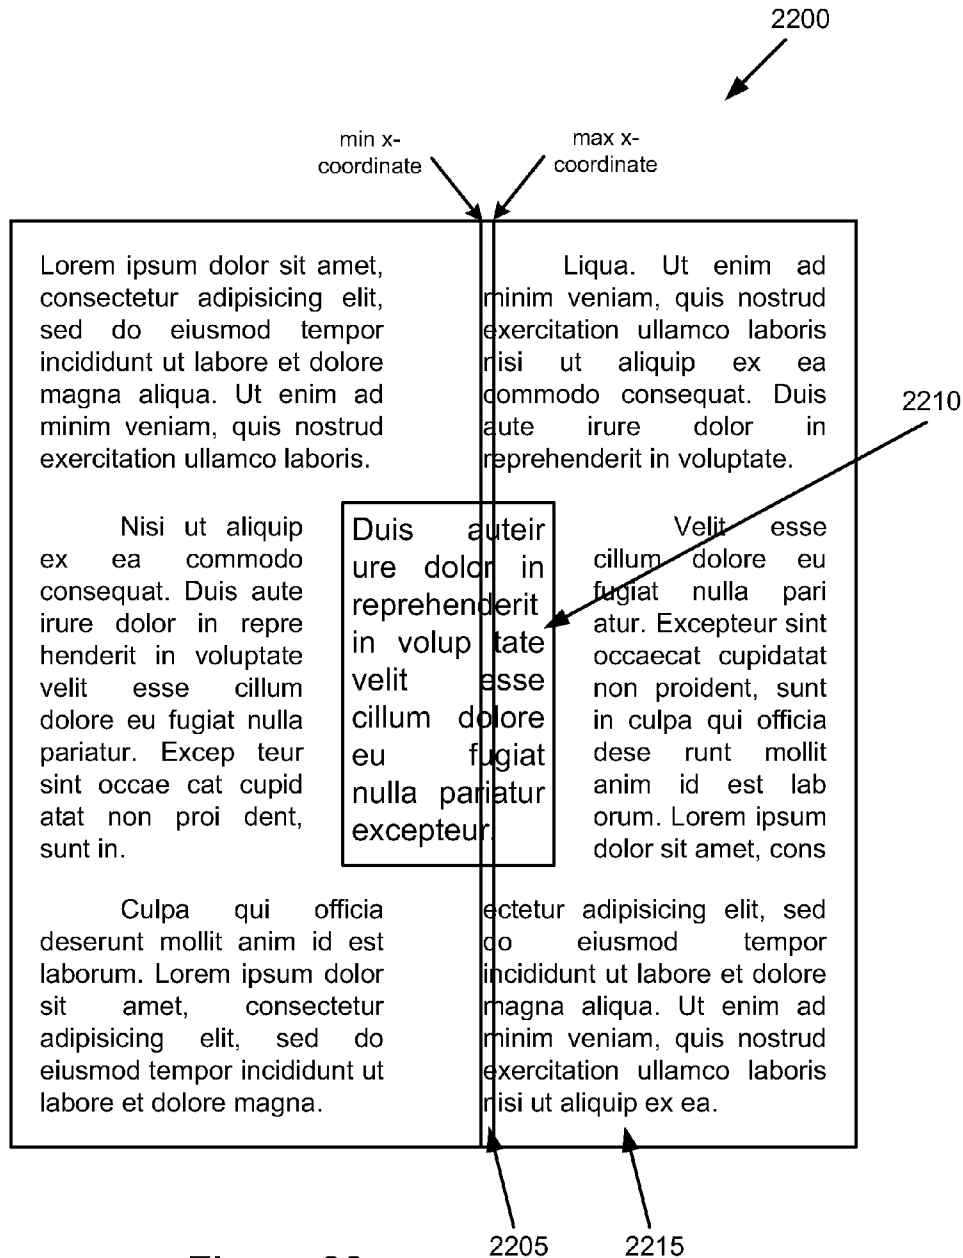 2200
min x-
coordinate
max x-
coordinate
Lorem ipsum dolor sit amet,
consectetur adipisicing elit,
sed do eiusmod tempor
incididunt ut labore et dolore
magna aliqua. Ut enim ad
minim veniam, quis nostrud
exercitation ullamco laboris.
Nisi ut aliquip
ex ea commodo
consequat. Duis aute
irure dolor in repre
henderit in voluptate
velit esse cillum
dolore eu fugiat nulla
pariatur. Excep teur
sint occae cat cupid
atat non proi dent,
sunt in.
Culpa qui officia
deserunt mollit anim id est
laborum. Lorem ipsum dolor
sit amet, consectetur
adipisicing elit, sed do
eiusmod tempor incididunt ut
labore et dolore magna.
Duis auteir
ure dolor in
reprehenderit
in volup tate
velit esse
cillum dolore
eu fugiat
nulla pariatur
excepteur.
Liqua. Ut enim ad
minim veniam, quis nostrud
exercitation ullamco laboris
nisi ut aliquip ex ea
commodo consequat. Duis
aute irure dolor in
reprehenderit in voluptate.
Velit esse
cillum dolore eu
fugiat nulla pari
atur. Excepteur sint
occaecat cupidatat
non proident, sunt
in culpa qui officia
dese runt mollit
anim id est lab
orum. Lorem ipsum
dolor sit amet, cons
ectetur adipisicing elit, sed
do eiusmod tempor
incididunt ut labore et dolore
magna aliqua. Ut enim ad
minim veniam, quis nostrud
exercitation ullamco laboris
nisi ut aliquip ex ea.
2210
2205
2215